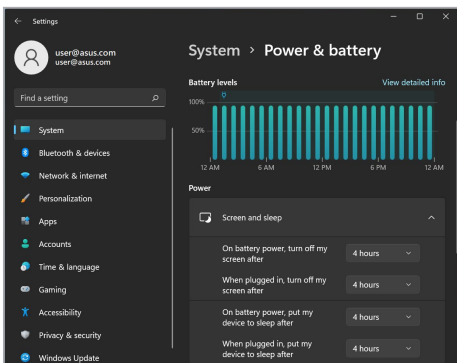 Settings
user@asus.com
user@asus.com
Find a setting
System
Bluetooth & devices
Network & internet
Personalization
Apps
Accounts
Time & language
Gaming
Accessibility
Privacy & security
Windows Update
System > Power & battery
Battery levels
View detailed info
100%
50%
12 AM 6 AM 12 PM 6 PM 12 AM
Power
Screen and sleep
On battery power, turn off my
screen after
4 hours
When plugged in, turn off my
screen after
4 hours
On battery power, put my
device to sleep after
4 hours
When plugged in, put my
device to sleep after
4 hours